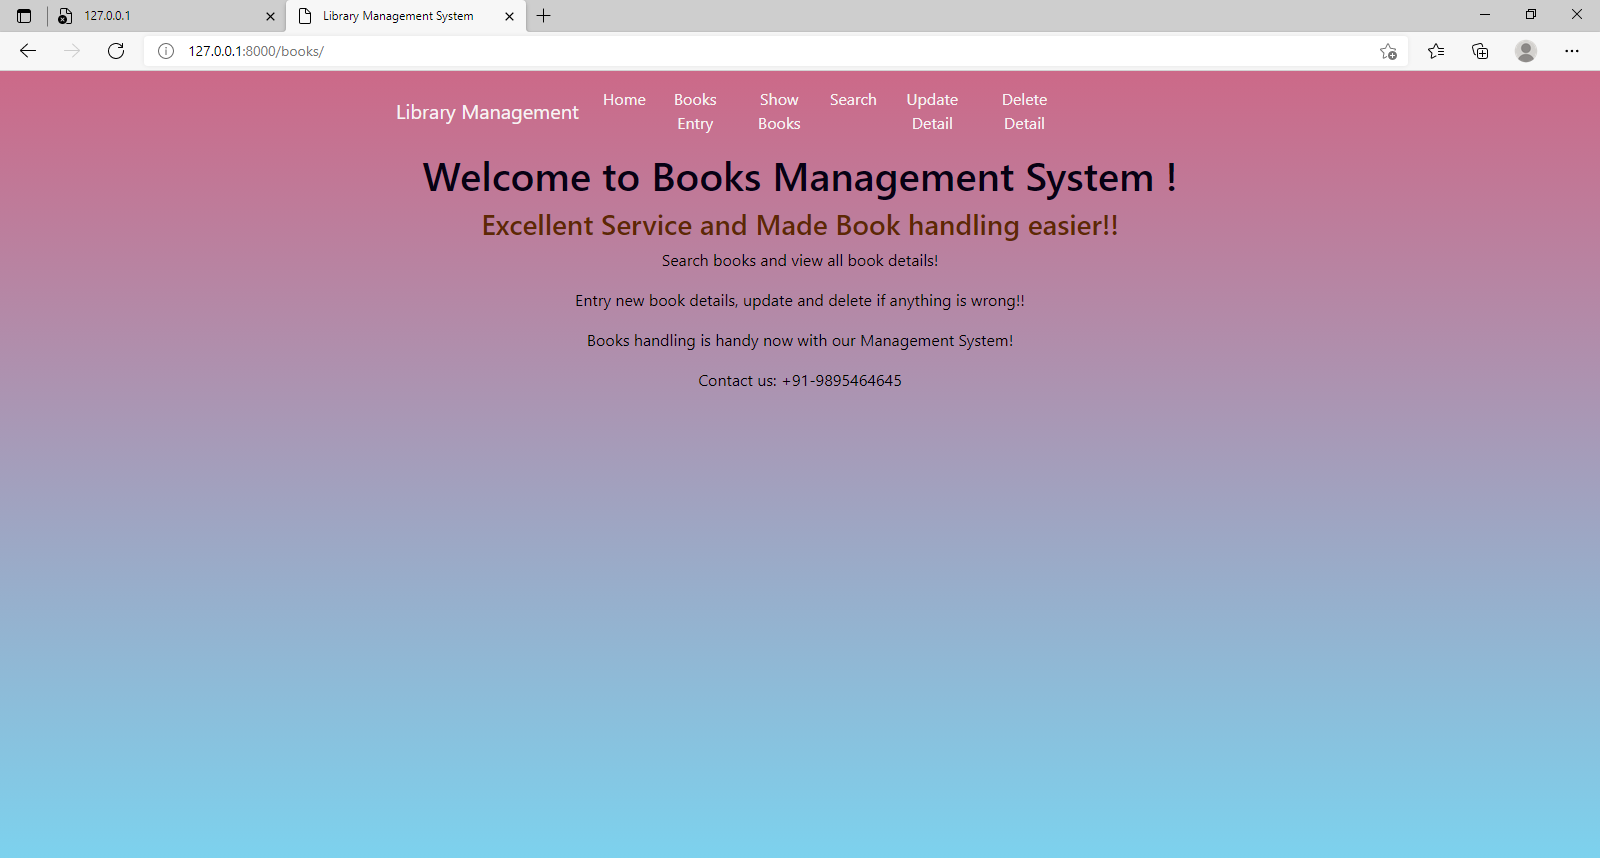 127.0.0.1
Library Management System
127.0.0.1:8000/books/
Library Management
Home
Books
Entry
Show
Books
Search
Update
Detail
Delete
Detail
Welcome to Books Management System !
Excellent Service and Made Book handling easier!!
Search books and view all book details!
Entry new book details, update and delete if anything is wrong!!
Books handling is handy now with our Management System!
Contact us: +91-9895464645